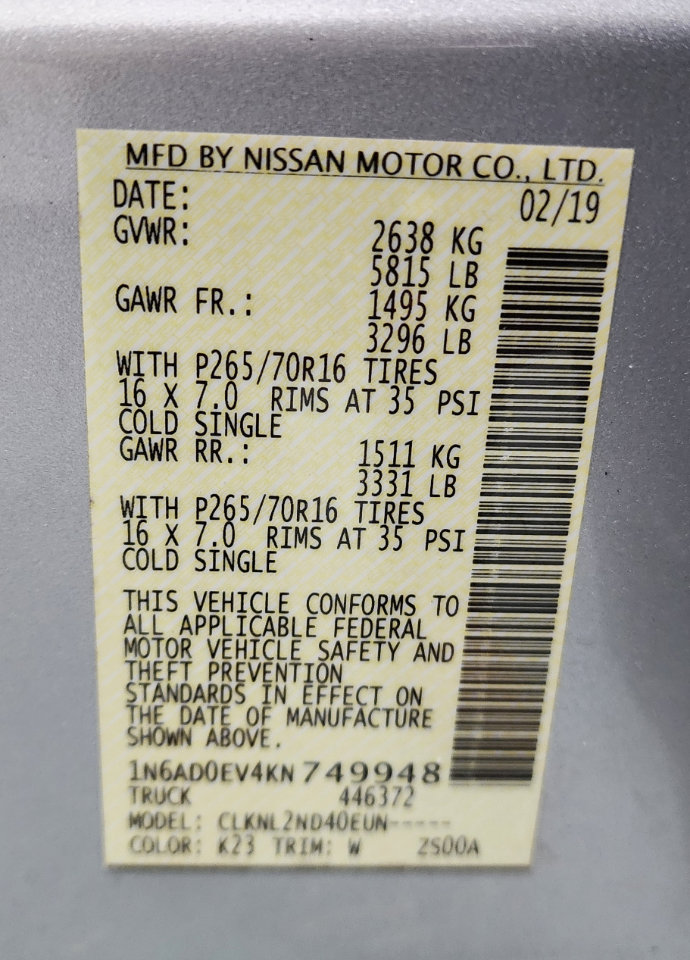 MFD BY NISSAN MOTOR CO., LTD.
DATE: 02/19
GVWR: 2638 KG
5815 LB
GAWR FR.: 1495 KG
3296 LB
WITH P265/70R16 TIRES
16 X 7.0 RIMS AT 35 PSI
COLD SINGLE
GAWR RR.: 1511 KG
3331 LB
WITH P265/70R16 TIRES
16 X 7.0 RIMS AT 35 PSI
COLD SINGLE
THIS VEHICLE CONFORMS TO
ALL APPLICABLE FEDERAL
MOTOR VEHICLE SAFETY AND
THEFT PREVENTION
STANDARDS IN EFFECT ON
THE DATE OF MANUFACTURE
SHOWN ABOVE.
1N6AD0EV4KN 749948
TRUCK 446372
MODEL: CLKNL2ND40EUN-----
COLOR: K23 TRIM: W 2S00A